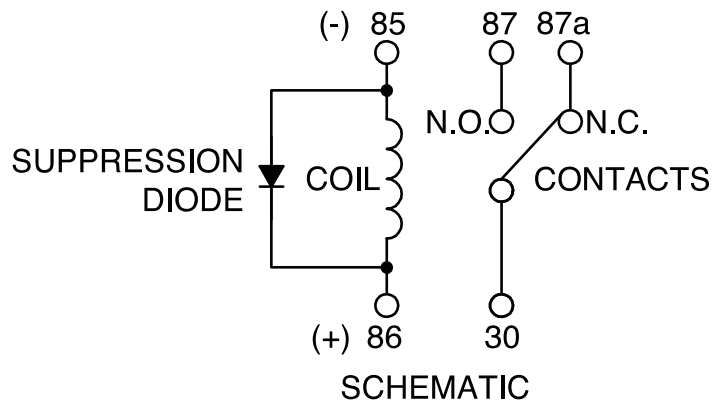 (-) 85 87 87a
N.O. N.C.
SUPPRESSION
DIODE
COIL
CONTACTS
(+) 86 30
SCHEMATIC